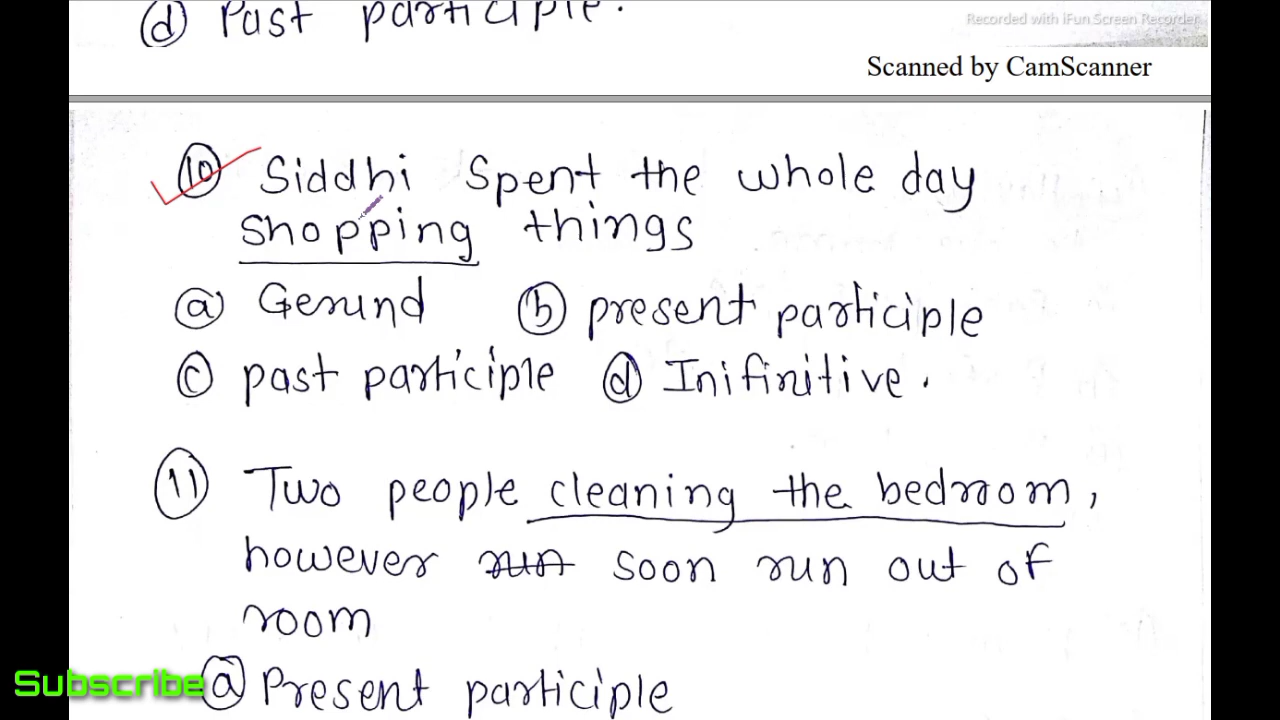 (d) Past participle.
Recorded with iFun Screen Recorder
Scanned by CamScanner
(10) Siddhi Spent the whole day
Shopping things
(a) Gerund (b) present participle
(c) past participle (d) Inifinitive.
(11) Two people cleaning the bedroom,
however run soon run out of
room
(a) Present participle
Subscribe